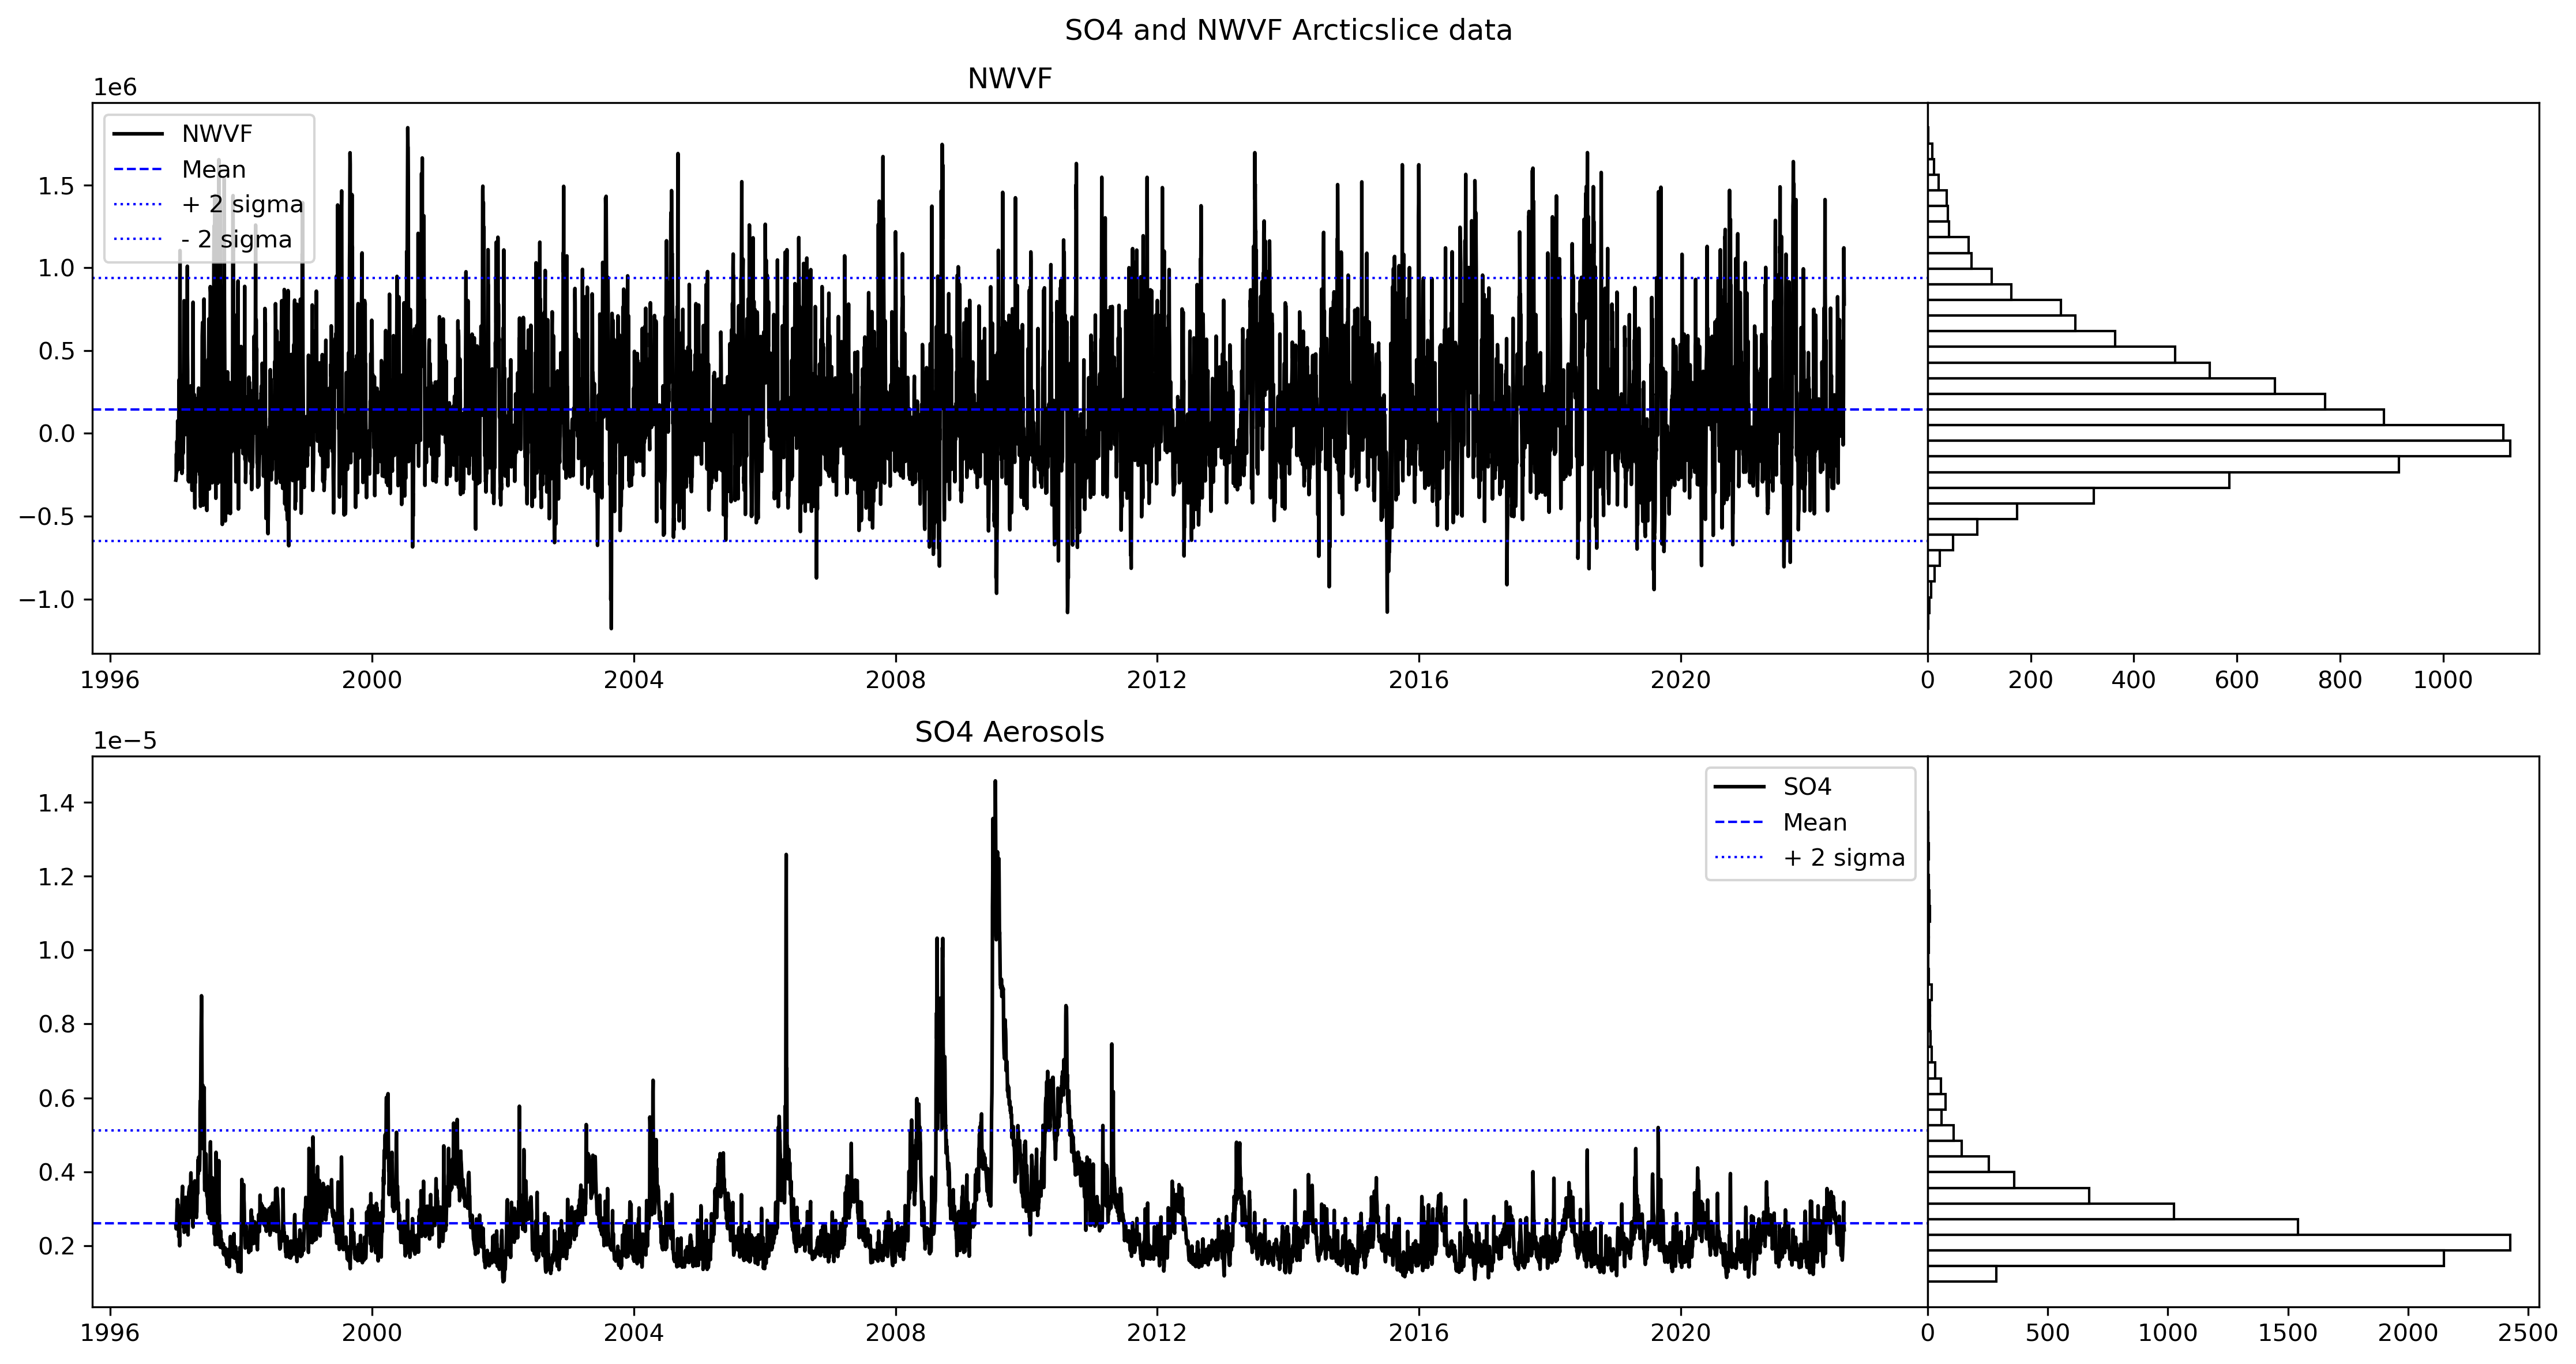 SO4 and NWVF Arcticslice data
NWVF
1e6
NWVF
Mean
+ 2 sigma
- 2 sigma
1.5
1.0
0.5
0.0
−0.5
−1.0
1996 2000 2004 2008 2012 2016 2020
0 200 400 600 800 1000
SO4 Aerosols
1e−5
SO4
Mean
+ 2 sigma
1.4
1.2
1.0
0.8
0.6
0.4
0.2
1996 2000 2004 2008 2012 2016 2020
0 500 1000 1500 2000 2500